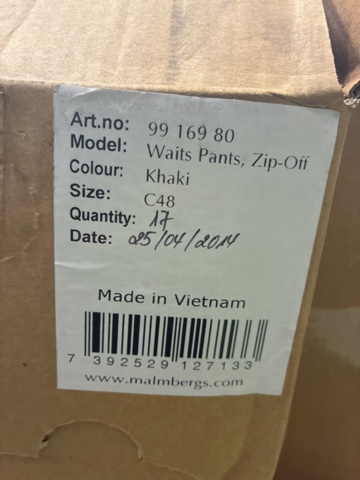 Art.no: 99 169 80
Model: Waits Pants, Zip-Off
Colour: Khaki
Size: C48
Quantity: 17
Date: 25/04/2014
Made in Vietnam
7 392529 127133
www.malmbergs.com